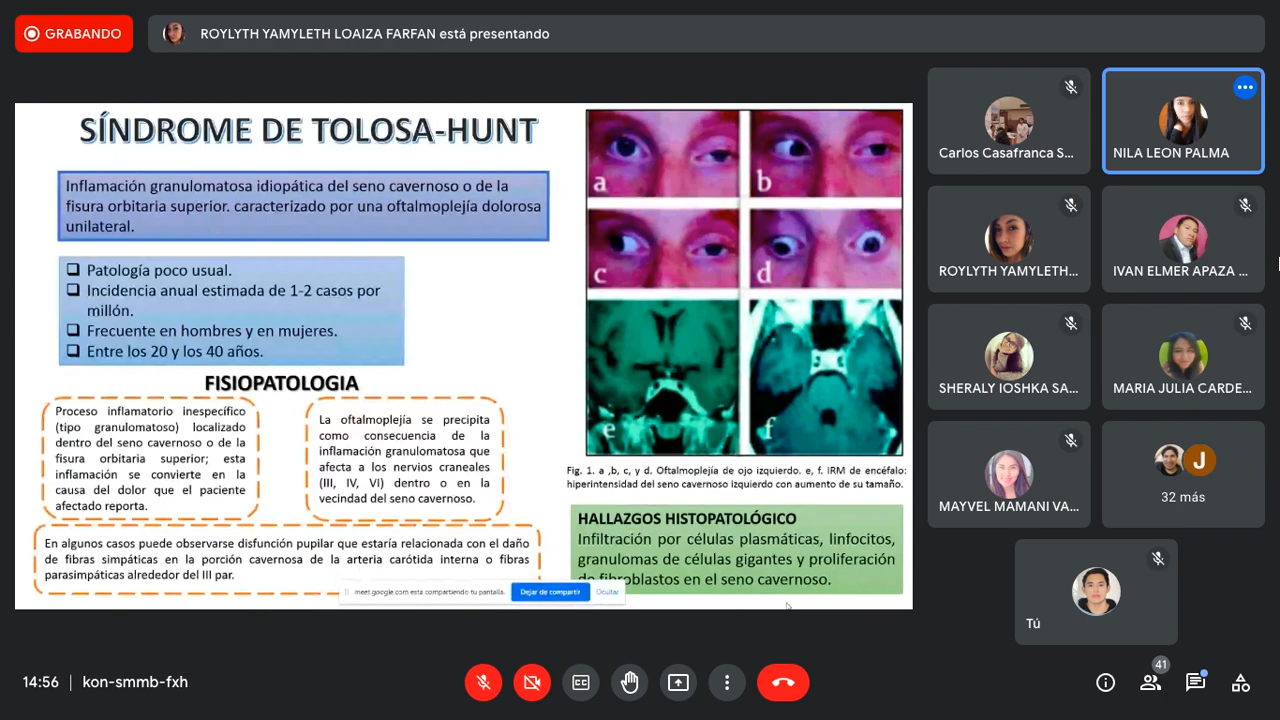 GRABANDO
ROYLYTH YAMYLETH LOAIZA FARFAN está presentando
SÍNDROME DE TOLOSA-HUNT
Inflamación granulomatosa idiopática del seno cavernoso o de la
fisura orbitaria superior. caracterizado por una oftalmoplejía dolorosa
unilateral.
Patología poco usual.
Incidencia anual estimada de 1-2 casos por
millón.
Frecuente en hombres y en mujeres.
Entre los 20 y los 40 años.
FISIOPATOLOGIA
Proceso inflamatorio inespecífico
(tipo granulomatoso) localizado
dentro del seno cavernoso o de la
fisura orbitaria superior; esta
inflamación se convierte en la
causa del dolor que el paciente
afectado reporta.
La oftalmoplejía se precipita
como consecuencia de la
inflamación granulomatosa que
afecta a los nervios craneales
(III, IV, VI) dentro o en la
vecindad del seno cavernoso.
En algunos casos puede observarse disfunción pupilar que estaría relacionada con el daño
de fibras simpáticas en la porción cavernosa de la arteria carótida interna o fibras
parasimpáticas alrededor del III par.
a
b
c
d
e
f
Fig. 1. a ,b, c, y d. Oftalmoplejía de ojo izquierdo. e, f. IRM de encéfalo:
hiperintensidad del seno cavernoso izquierdo con aumento de su tamaño.
HALLAZGOS HISTOPATOLÓGICO
Infiltración por células plasmáticas, linfocitos,
granulomas de células gigantes y proliferación
de fibroblastos en el seno cavernoso.
meet.google.com está compartiendo tu pantalla.
Dejar de compartir
Ocultar
Carlos Casafranca S...
NILA LEON PALMA
ROYLYTH YAMYLETH...
IVAN ELMER APAZA ...
SHERALY IOSHKA SA...
MARIA JULIA CARDE...
MAYVEL MAMANI VA...
J
32 más
Tú
14:56 | kon-smmb-fxh
CC
41